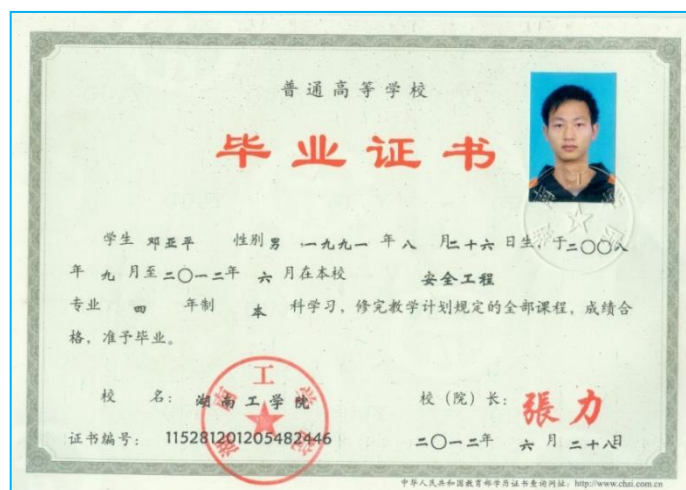 普通高等学校
毕业证书
学生 邓亚平 性别 男 ,一九九一 年 八 月二十六日生,于二〇〇八
年 九 月至二〇一二年 六 月在本校 安全工程
专业 四 年制 本 科学习,修完教学计划规定的全部课程,成绩合
格,准予毕业。
校 名: 湖南工学院 校(院)长: 張力
证书编号: 115281201205482446 二〇一二年 六 月 二十八日
湖南工学院
中华人民共和国教育部学历证书查询网址: http://www.chsi.com.cn